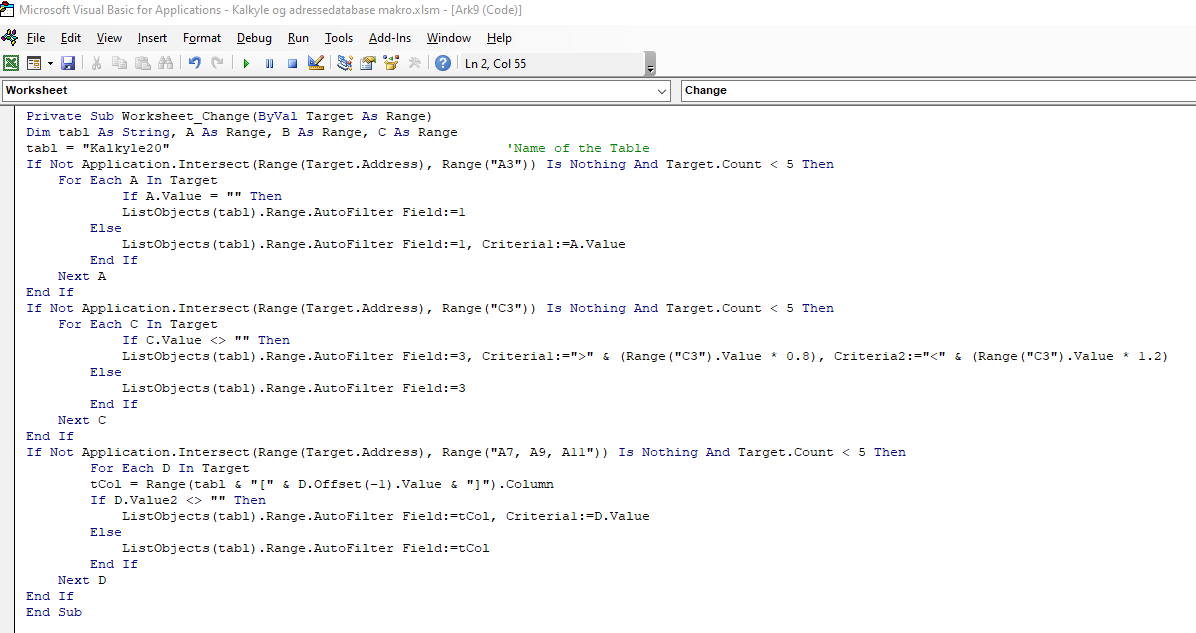 Microsoft Visual Basic for Applications - Kalkyle og adressedatabase makro.xlsm - [Ark9 (Code)]
File Edit View Insert Format Debug Run Tools Add-Ins Window Help
Ln 2, Col 55
Worksheet Change
Private Sub Worksheet_Change(ByVal Target As Range)
Dim tabl As String, A As Range, B As Range, C As Range
tabl = "Kalkyle20" 'Name of the Table
If Not Application.Intersect(Range(Target.Address), Range("A3")) Is Nothing And Target.Count < 5 Then
For Each A In Target
If A.Value = "" Then
ListObjects(tabl).Range.AutoFilter Field:=1
Else
ListObjects(tabl).Range.AutoFilter Field:=1, Criteria1:=A.Value
End If
Next A
End If
If Not Application.Intersect(Range(Target.Address), Range("C3")) Is Nothing And Target.Count < 5 Then
For Each C In Target
If C.Value <> "" Then
ListObjects(tabl).Range.AutoFilter Field:=3, Criteria1:=">" & (Range("C3").Value * 0.8), Criteria2:="<" & (Range("C3").Value * 1.2)
Else
ListObjects(tabl).Range.AutoFilter Field:=3
End If
Next C
End If
If Not Application.Intersect(Range(Target.Address), Range("A7, A9, A11")) Is Nothing And Target.Count < 5 Then
For Each D In Target
tCol = Range(tabl & "[" & D.Offset(-1).Value & "]").Column
If D.Value2 <> "" Then
ListObjects(tabl).Range.AutoFilter Field:=tCol, Criteria1:=D.Value
Else
ListObjects(tabl).Range.AutoFilter Field:=tCol
End If
Next D
End If
End Sub